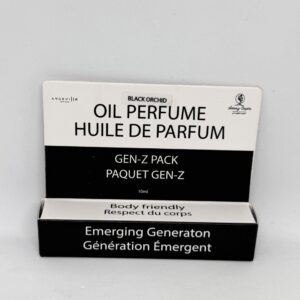 BLACK ORCHID
OIL PERFUME
HUILE DE PARFUM
GEN-Z PACK
PAQUET GEN-Z
10ml
Body friendly
Respect du corps
Emerging Generaton
Génération Émergent